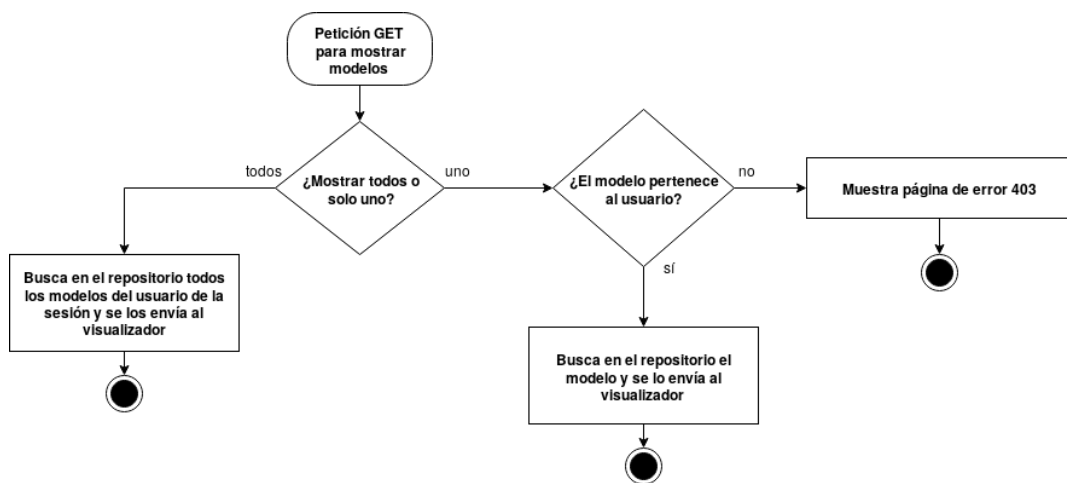 Petición GET
para mostrar
modelos
todos
¿Mostrar todos o
solo uno?
uno
¿El modelo pertenece
al usuario?
no
Muestra página de error 403
sí
Busca en el repositorio todos
los modelos del usuario de la
sesión y se los envía al
visualizador
Busca en el repositorio el
modelo y se lo envía al
visualizador